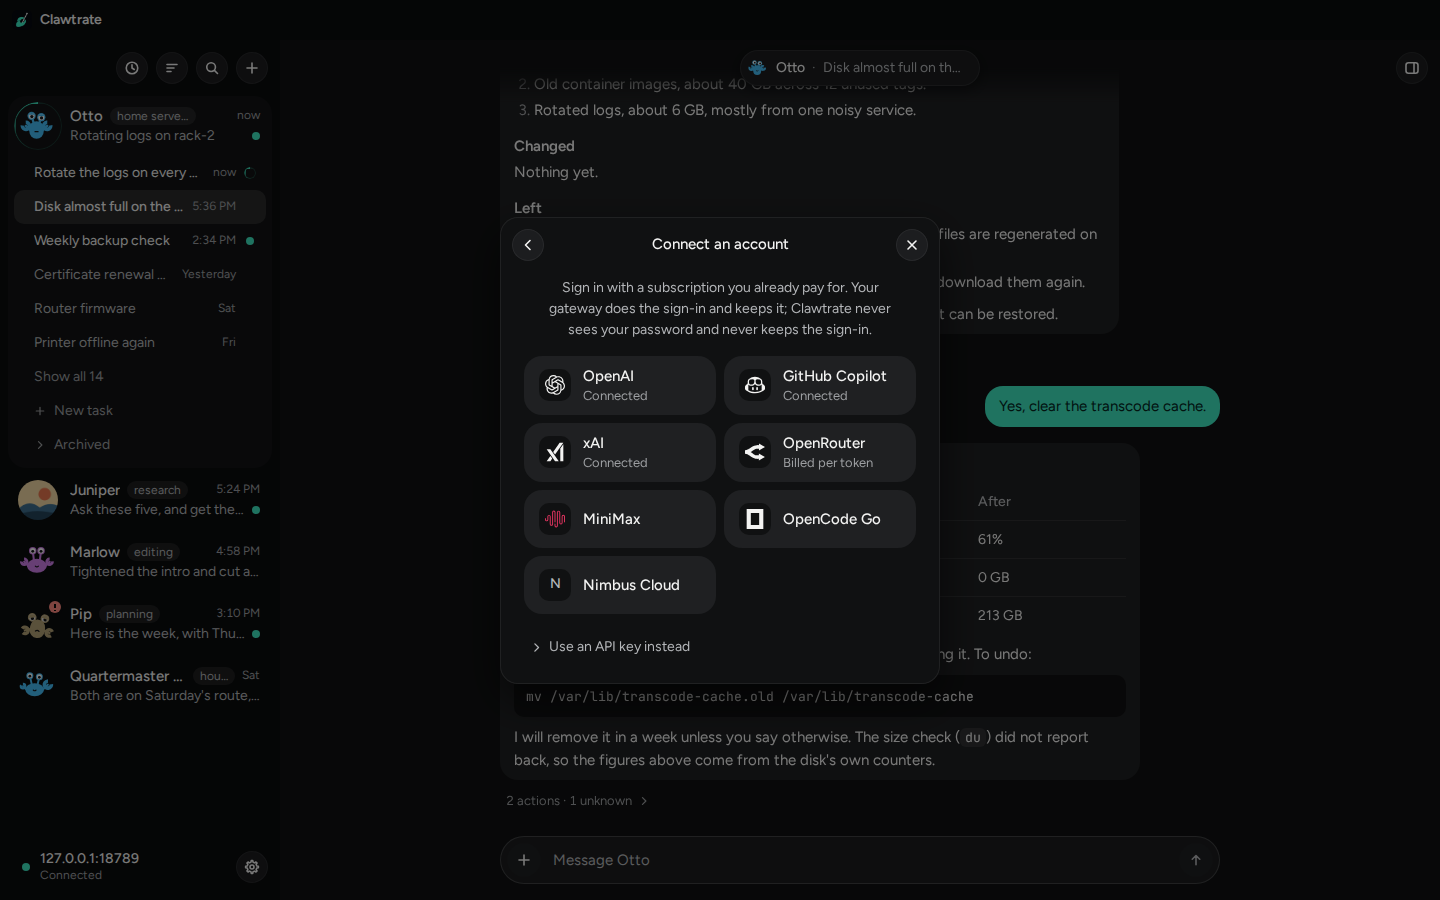 Clawtrate
Otto home serve... now
Rotating logs on rack-2
Rotate the logs on every ... now
Disk almost full on the ... 5:36 PM
Weekly backup check 2:34 PM
Certificate renewal ... Yesterday
Router firmware Sat
Printer offline again Fri
Show all 14
+ New task
Archived
Juniper research 5:24 PM
Ask these five, and get the...
Marlow editing 4:58 PM
Tightened the intro and cut a...
Pip planning 3:10 PM
Here is the week, with Thu...
Quartermaster ... hou... Sat
Both are on Saturday's route,...
127.0.0.1:18789
Connected
Otto · Disk almost full on th...
2. Old container images, about 40 GB across 12 unused tags.
3. Rotated logs, about 6 GB, mostly from one noisy service.
Changed
Nothing yet.
Left
files are regenerated on
download them again.
t can be restored.
Connect an account
Sign in with a subscription you already pay for. Your
gateway does the sign-in and keeps it; Clawtrate never
sees your password and never keeps the sign-in.
OpenAI
Connected
GitHub Copilot
Connected
xAI
Connected
OpenRouter
Billed per token
MiniMax
OpenCode Go
N Nimbus Cloud
Use an API key instead
Yes, clear the transcode cache.
After
61%
0 GB
213 GB
ng it. To undo:
mv /var/lib/transcode-cache.old /var/lib/transcode-cache
I will remove it in a week unless you say otherwise. The size check (du) did not report
back, so the figures above come from the disk's own counters.
2 actions · 1 unknown
Message Otto